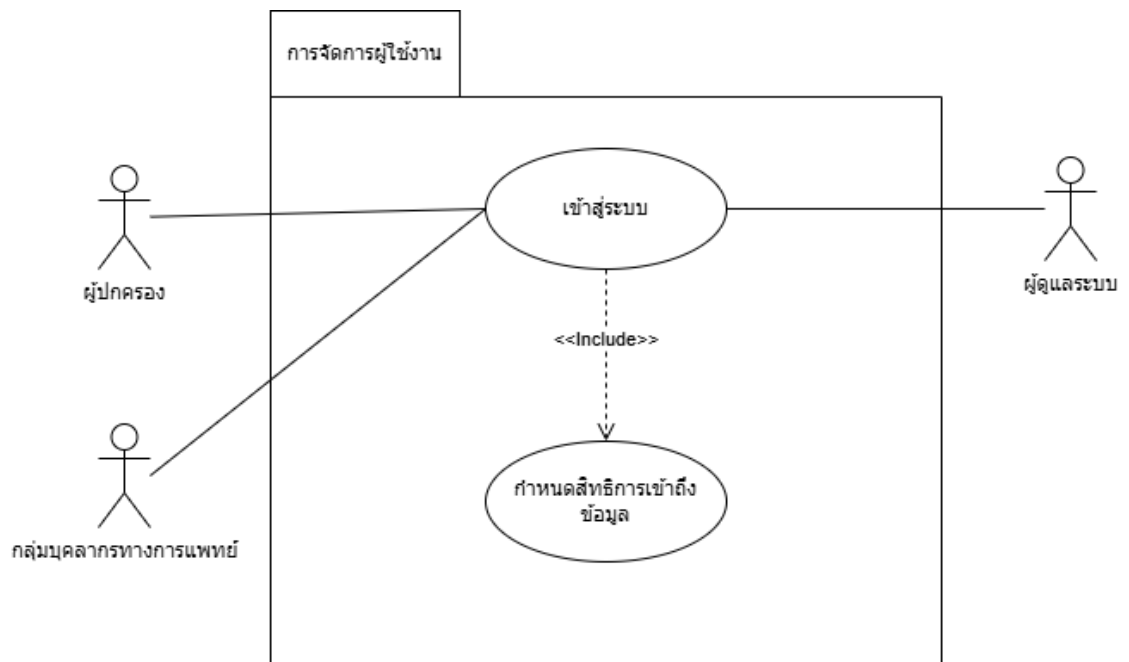 การจัดการผู้ใช้งาน
เข้าสู่ระบบ
ผู้ปกครอง
ผู้ดูแลระบบ
<<Include>>
กำหนดสิทธิการเข้าถึง
ข้อมูล
กลุ่มบุคลากรทางการแพทย์